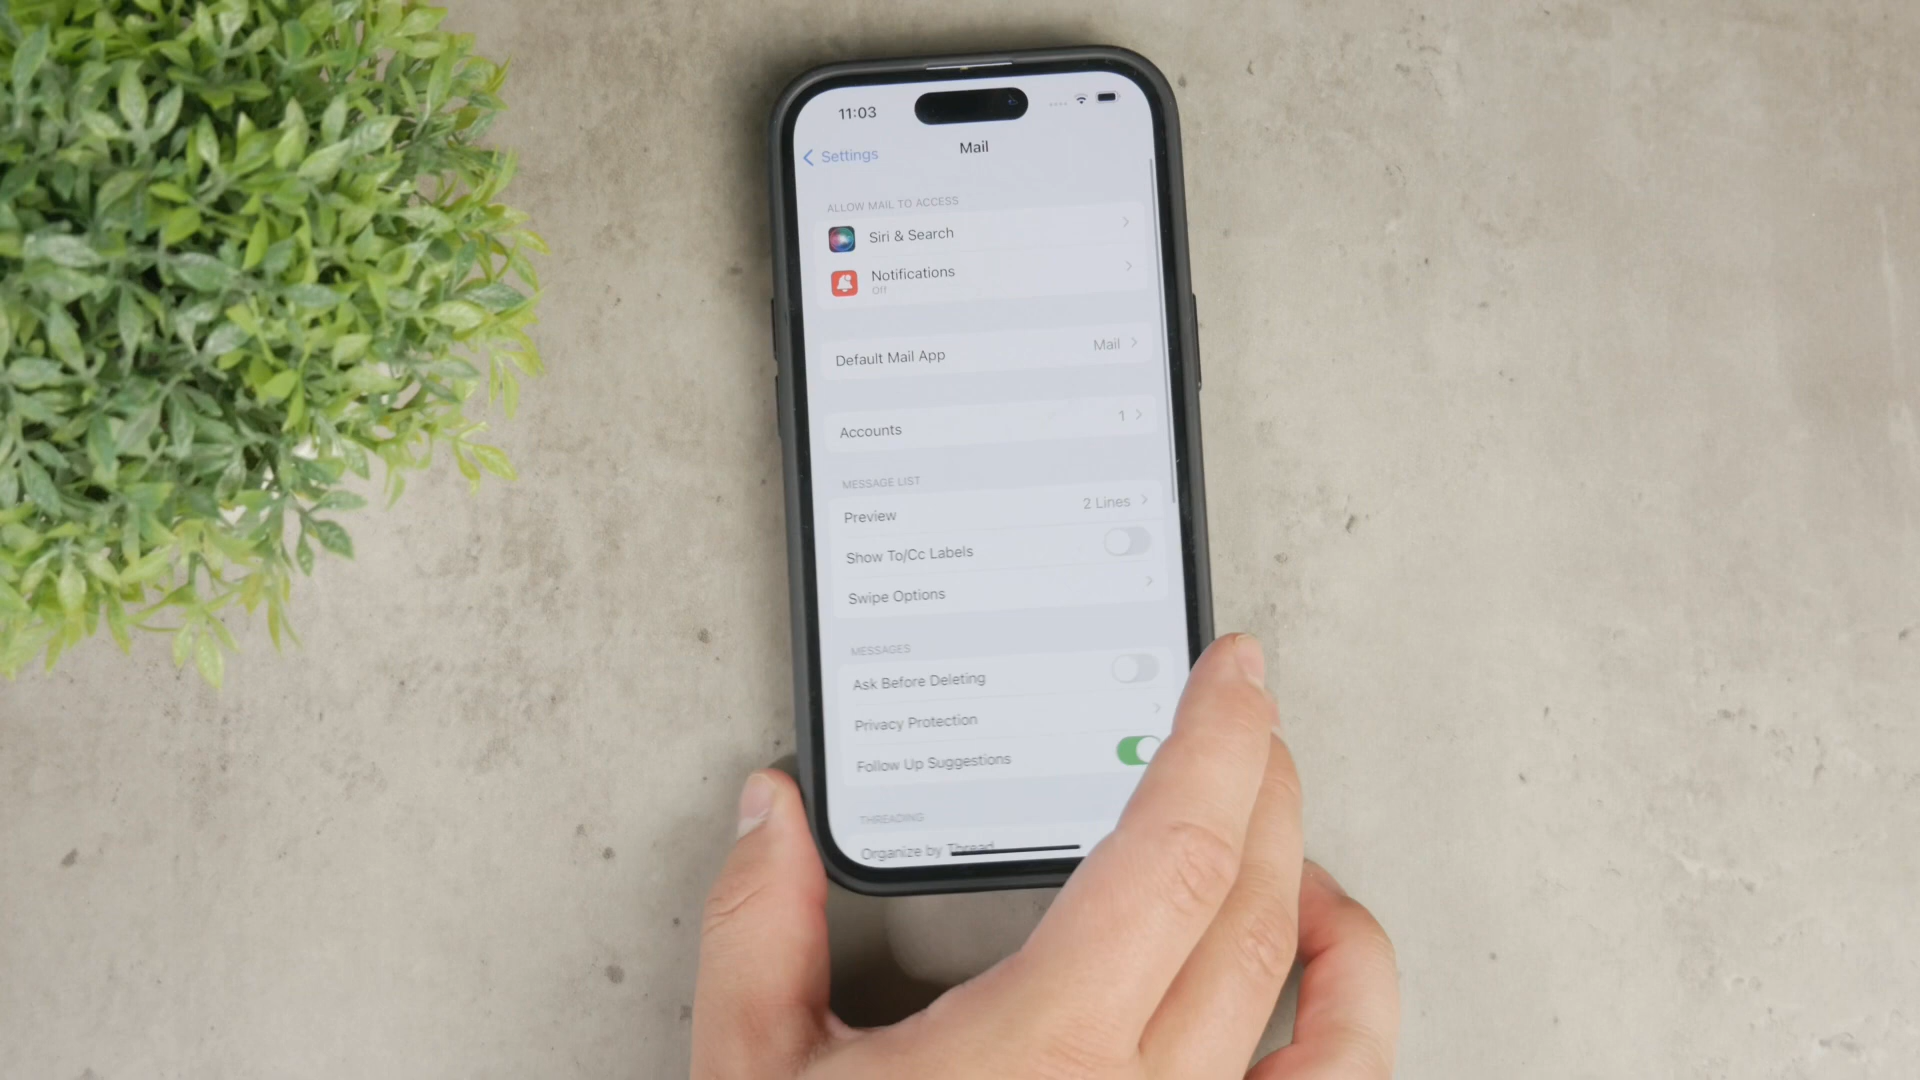 11:03
Settings
Mail
ALLOW MAIL TO ACCESS
Siri & Search
Notifications
Off
Default Mail App
Mail
Accounts
1
MESSAGE LIST
Preview
2 Lines
Show To/Cc Labels
Swipe Options
MESSAGES
Ask Before Deleting
Privacy Protection
Follow Up Suggestions
THREADING
Organize by Thread